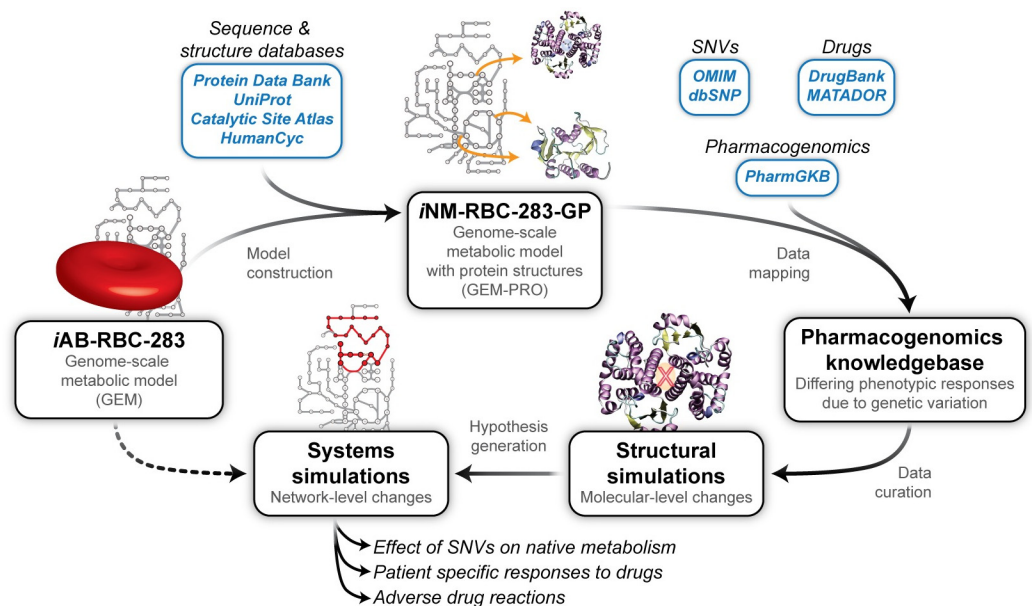 Sequence &
structure databases
Protein Data Bank
UniProt
Catalytic Site Atlas
HumanCyc
SNVs
OMIM
dbSNP
Drugs
DrugBank
MATADOR
Pharmacogenomics
PharmGKB
iNM-RBC-283-GP
Genome-scale
metabolic model
with protein structures
(GEM-PRO)
Model
construction
Data
mapping
iAB-RBC-283
Genome-scale
metabolic model
(GEM)
Pharmacogenomics
knowledgebase
Differing phenotypic responses
due to genetic variation
X
Systems
simulations
Network-level changes
Hypothesis
generation
Structural
simulations
Molecular-level changes
Data
curation
Effect of SNVs on native metabolism
Patient specific responses to drugs
Adverse drug reactions